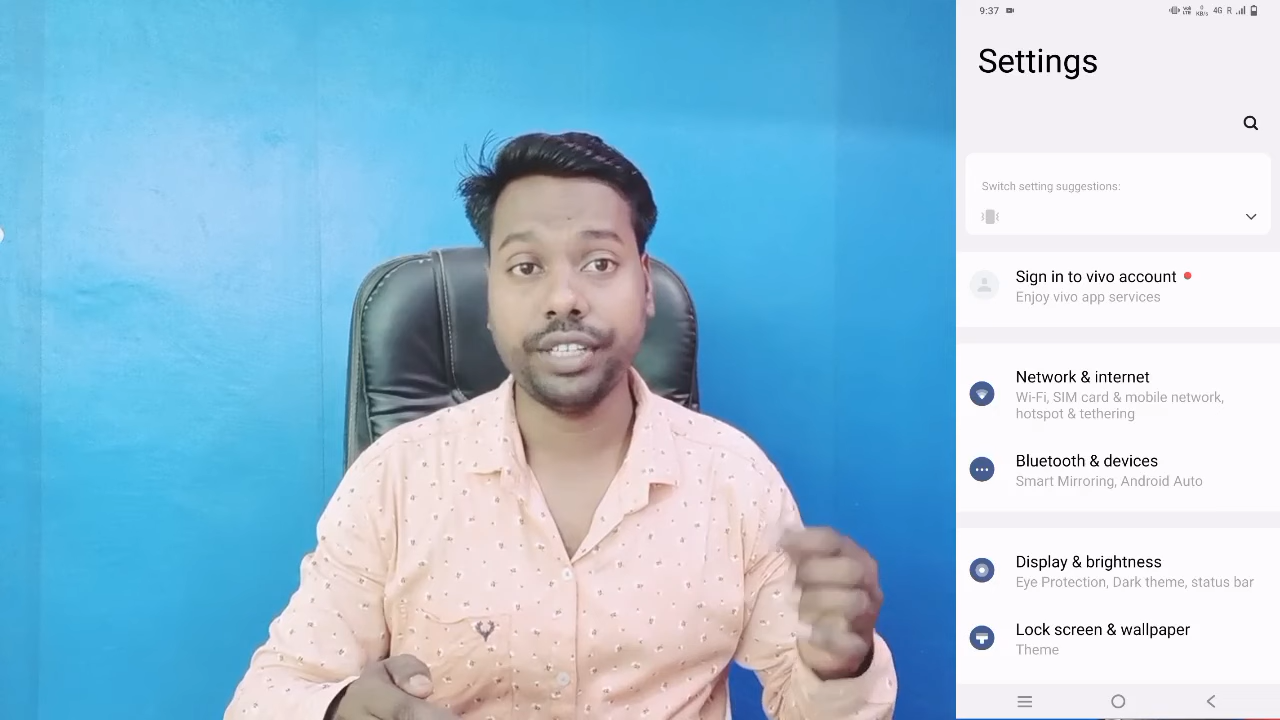 9:37
4G R
Settings
Switch setting suggestions:
Sign in to vivo account
Enjoy vivo app services
Network & internet
Wi-Fi, SIM card & mobile network,
hotspot & tethering
Bluetooth & devices
Smart Mirroring, Android Auto
Display & brightness
Eye Protection, Dark theme, status bar
Lock screen & wallpaper
Theme